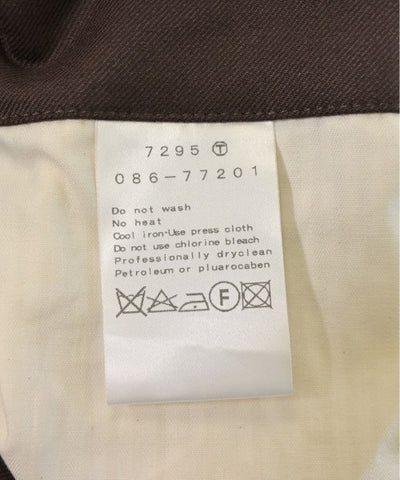 7295 Ⓣ
086-77201
Do not wash
No heat
Cool iron·Use press cloth
Do not use chlorine bleach
Professionally dryclean
Petroleum or pluarocaben
F